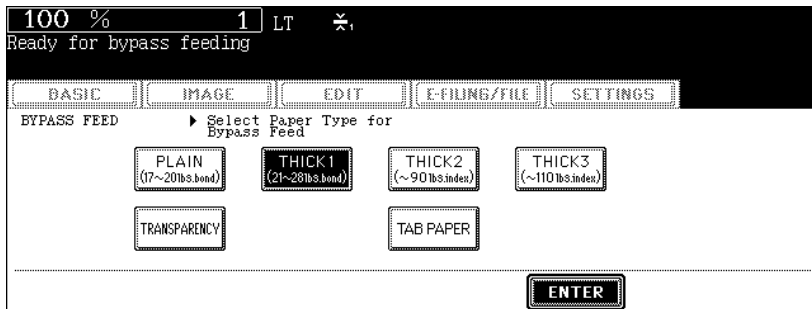 100 % 1 LT 1
Ready for bypass feeding
BASIC IMAGE EDIT E-FILING/FILE SETTINGS
BYPASS FEED ▶ Select Paper Type for
Bypass Feed
PLAIN THICK1 THICK2 THICK3
(17~20lbs.bond) (21~28lbs.bond) (~90lbs.index) (~110lbs.index)
TRANSPARENCY TAB PAPER
ENTER